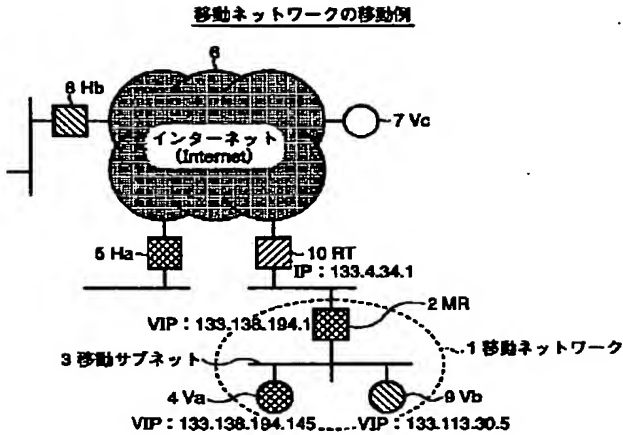 移動ネットワークの移動例
6
8 Hb
インターネット
(Internet)
7 Vc
5 Ha
10 RT
IP：133.4.34.1
2 MR
VIP：133.138.194.1
1 移動ネットワーク
3 移動サブネット
4 Va
9 Vb
VIP：133.138.194.145
VIP：133.113.30.5